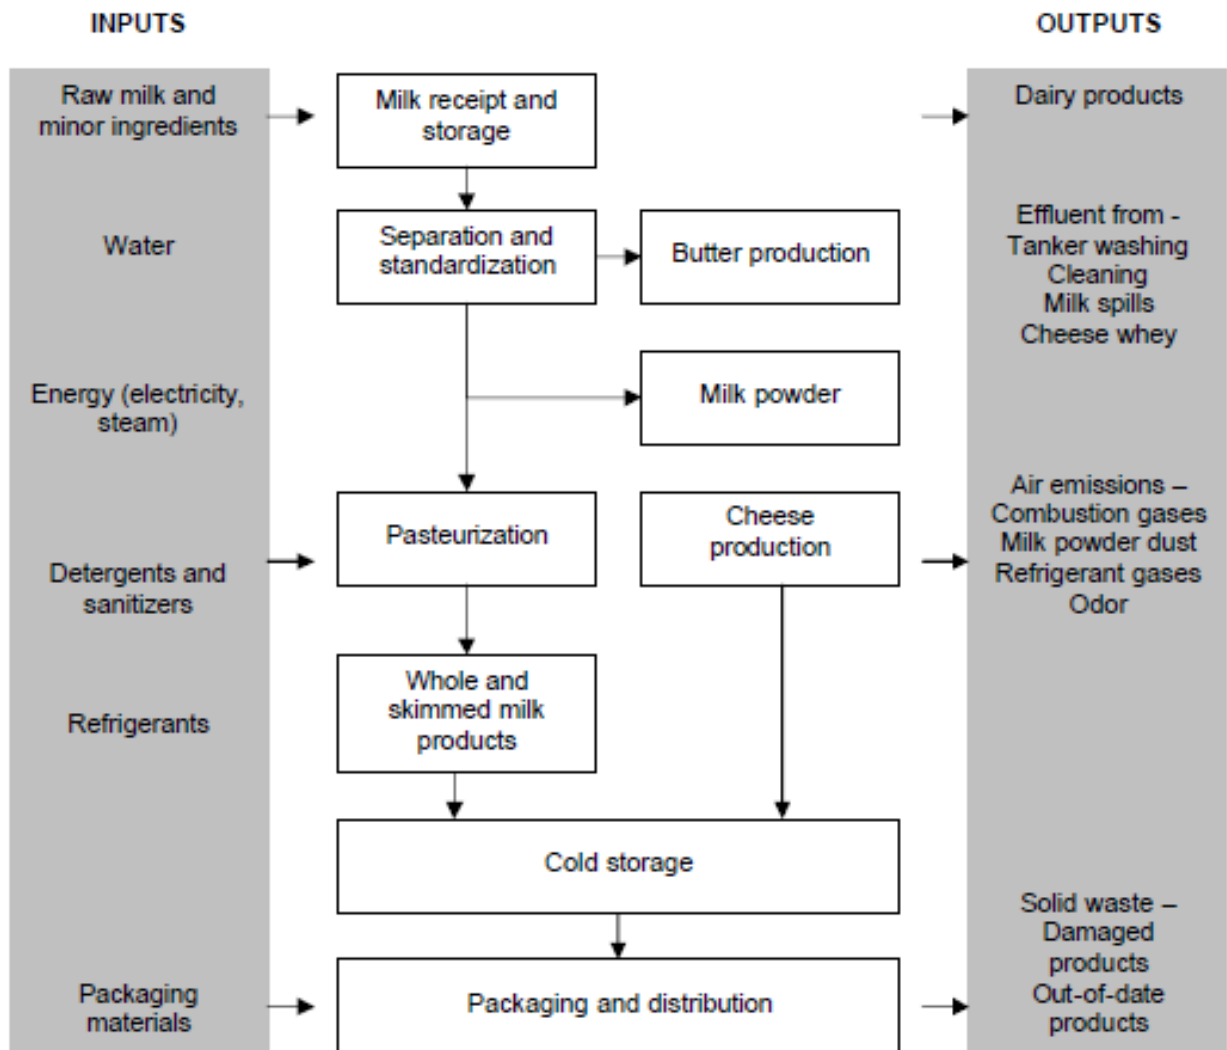 INPUTS
OUTPUTS
Raw milk and
minor ingredients
Milk receipt and
storage
Dairy products
Water
Separation and
standardization
Butter production
Effluent from -
Tanker washing
Cleaning
Milk spills
Cheese whey
Energy (electricity,
steam)
Milk powder
Pasteurization
Cheese
production
Air emissions –
Combustion gases
Milk powder dust
Refrigerant gases
Odor
Detergents and
sanitizers
Whole and
skimmed milk
products
Refrigerants
Cold storage
Solid waste –
Damaged
products
Out-of-date
products
Packaging
materials
Packaging and distribution